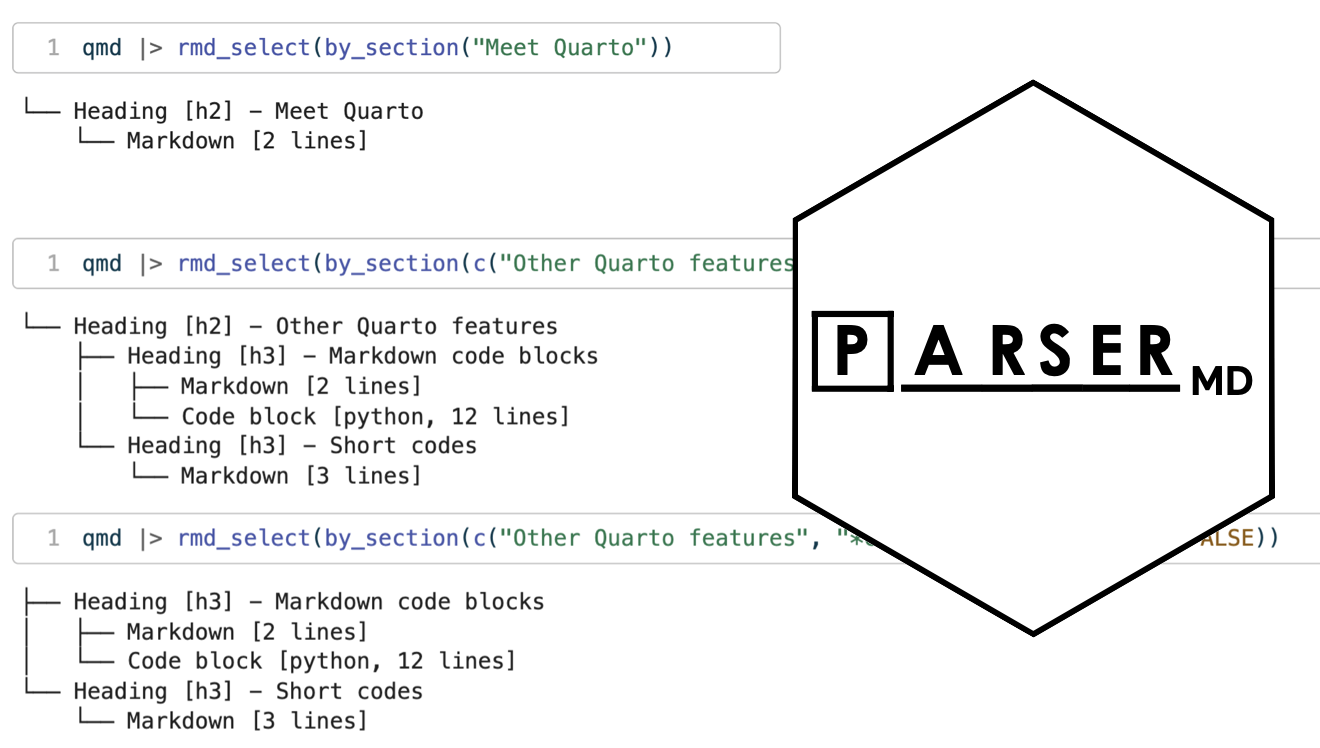 1 qmd |> rmd_select(by_section("Meet Quarto"))
└── Heading [h2] - Meet Quarto
    └── Markdown [2 lines]
1 qmd |> rmd_select(by_section(c("Other Quarto features
└── Heading [h2] - Other Quarto features
    ├── Heading [h3] - Markdown code blocks
    │   ├── Markdown [2 lines]
    │   └── Code block [python, 12 lines]
    └── Heading [h3] - Short codes
        └── Markdown [3 lines]
1 qmd |> rmd_select(by_section(c("Other Quarto features", "* ALSE))
├── Heading [h3] - Markdown code blocks
│   ├── Markdown [2 lines]
│   └── Code block [python, 12 lines]
└── Heading [h3] - Short codes
    └── Markdown [3 lines]
PARSER MD